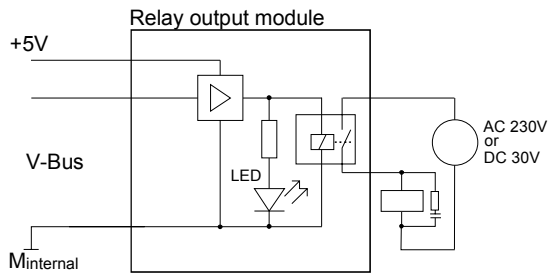 Relay output module
+5V
AC 230V
or
DC 30V
V-Bus
LED
Minternal